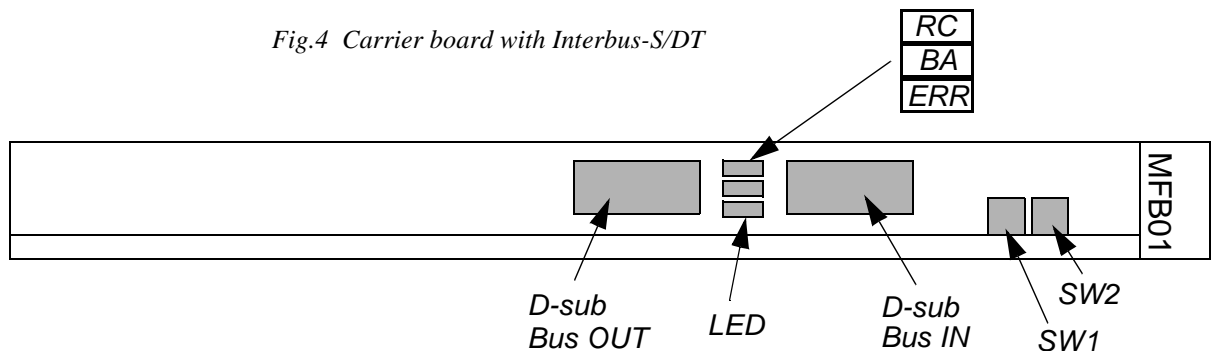 Fig.4 Carrier board with Interbus-S/DT
RC
BA
ERR
MFB01
D-sub
Bus OUT
LED
D-sub
Bus IN
SW1
SW2